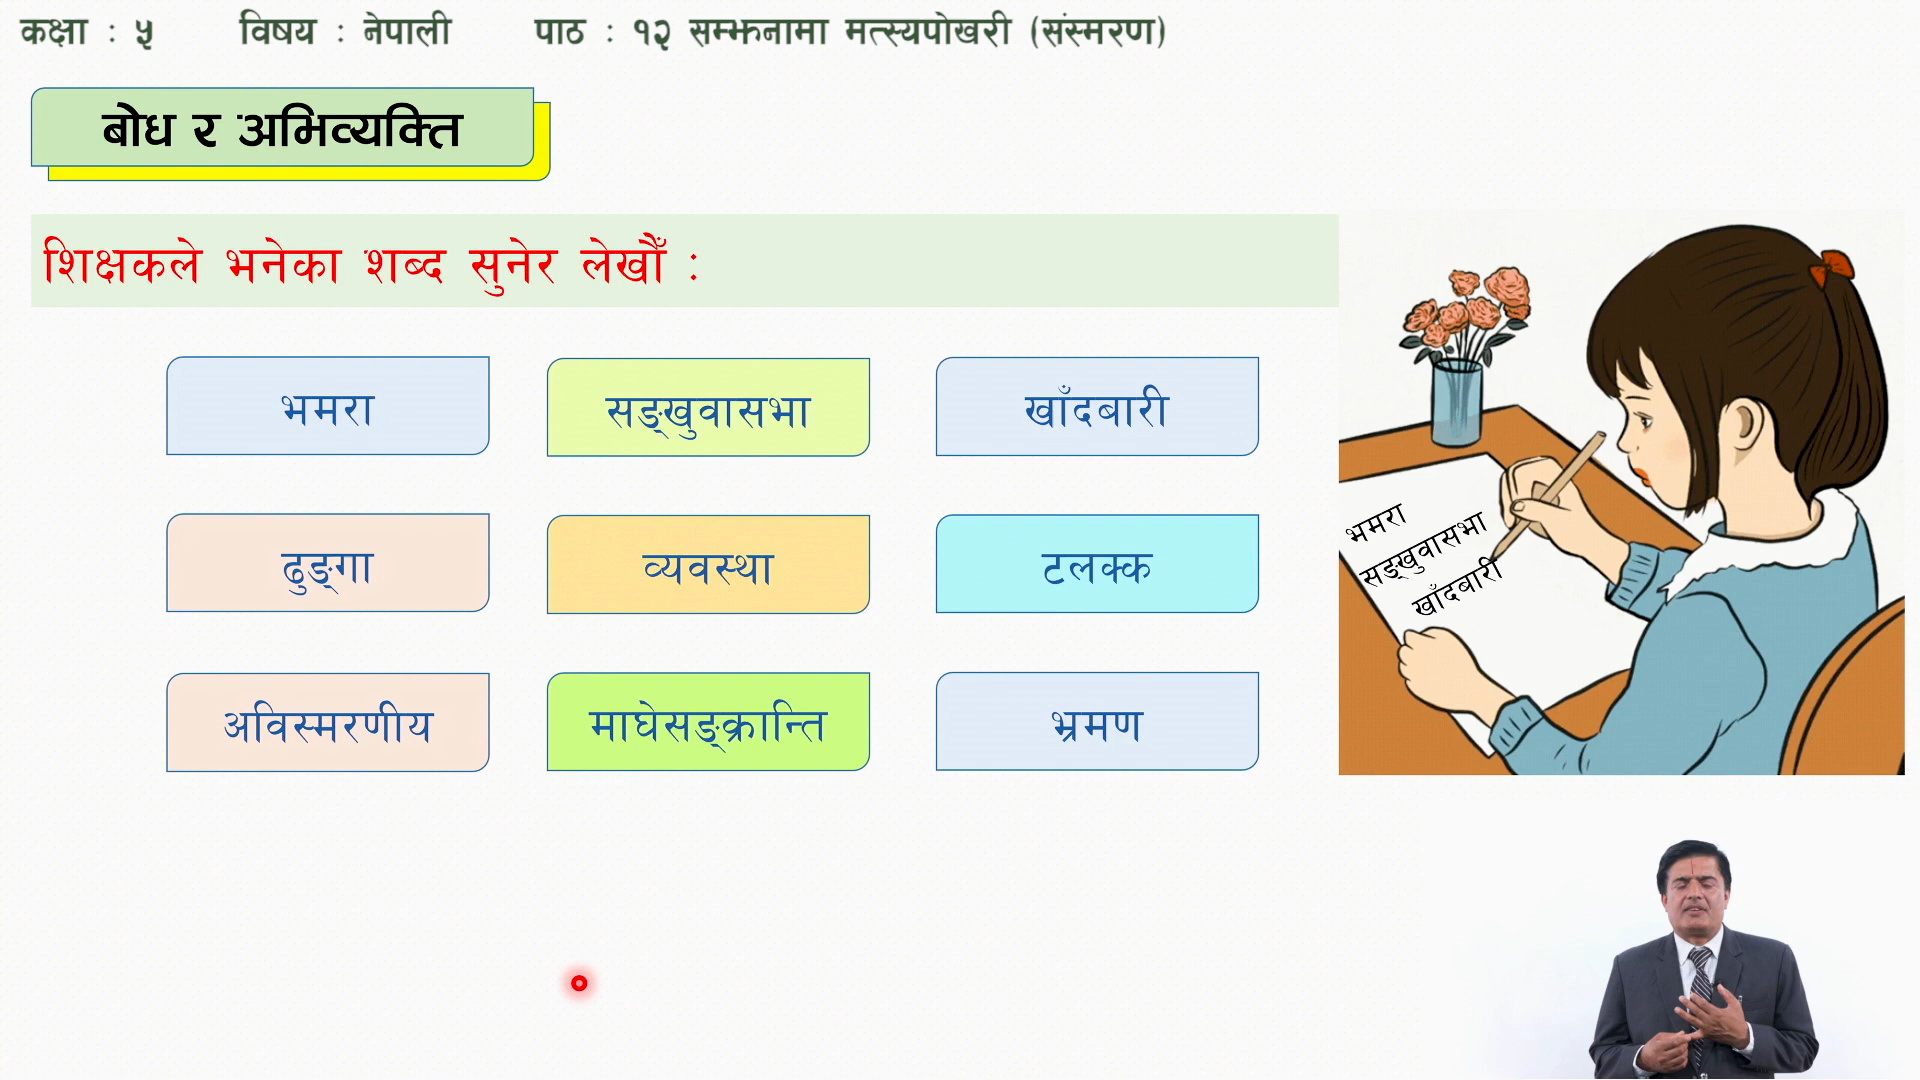 कक्षा : ५ विषय : नेपाली पाठ : १२ सम्झनामा मत्स्यपोखरी (संस्मरण)
बोध र अभिव्यक्ति
शिक्षकले भनेका शब्द सुनेर लेखौँ :
भमरा सङ्खुवासभा खाँदबारी
ढुङ्गा व्यवस्था टलक्क
अविस्मरणीय माघेसङ्क्रान्ति भ्रमण
भमरा
सङ्खुवासभा
खाँदबारी